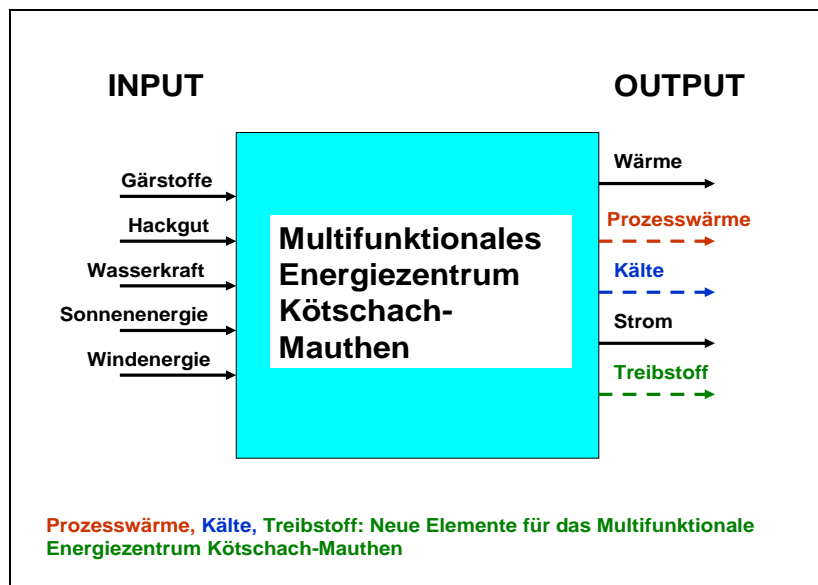 INPUT
OUTPUT
Gärstoffe
Hackgut
Wasserkraft
Sonnenenergie
Windenergie
Multifunktionales
Energiezentrum
Kötschach-
Mauthen
Wärme
Prozesswärme
Kälte
Strom
Treibstoff
Prozesswärme, Kälte, Treibstoff: Neue Elemente für das Multifunktionale
Energiezentrum Kötschach-Mauthen